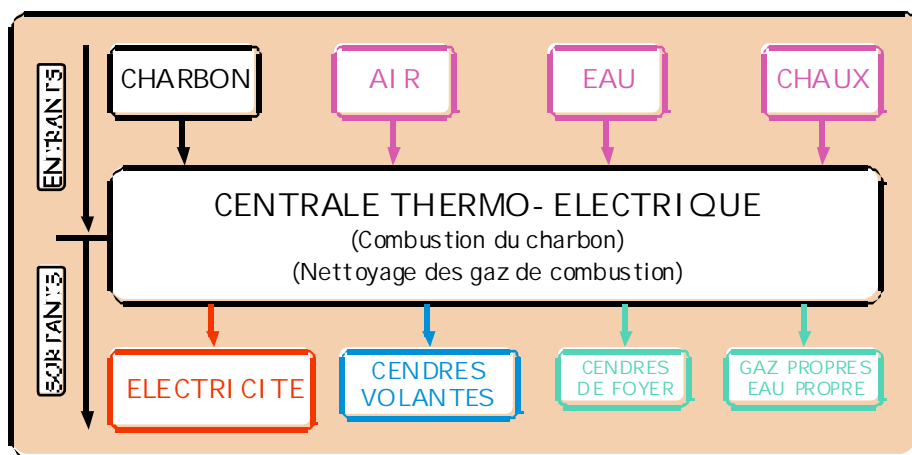 ENTRANTS
CHARBON
AIR
EAU
CHAUX
CENTRALE THERMO-ELECTRIQUE
(Combustion du charbon)
(Nettoyage des gaz de combustion)
SORTANTS
ELECTRICITE
CENDRES
VOLANTES
CENDRES
DE FOYER
GAZ PROPRES
EAU PROPRE